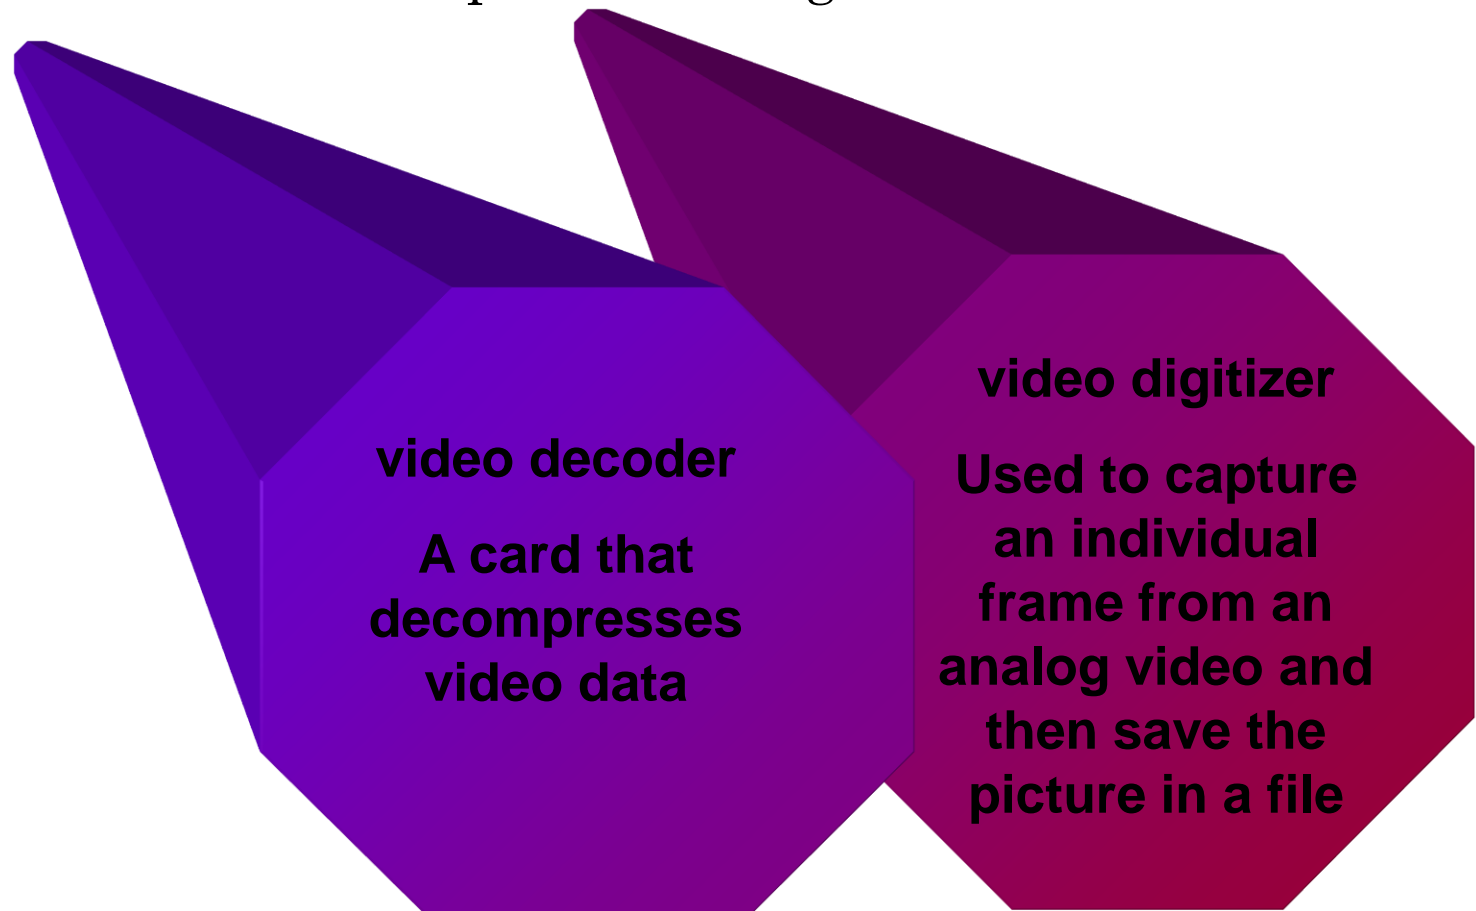 video decoder
A card that
decompresses
video data
video digitizer
Used to capture
an individual
frame from an
analog video and
then save the
picture in a file